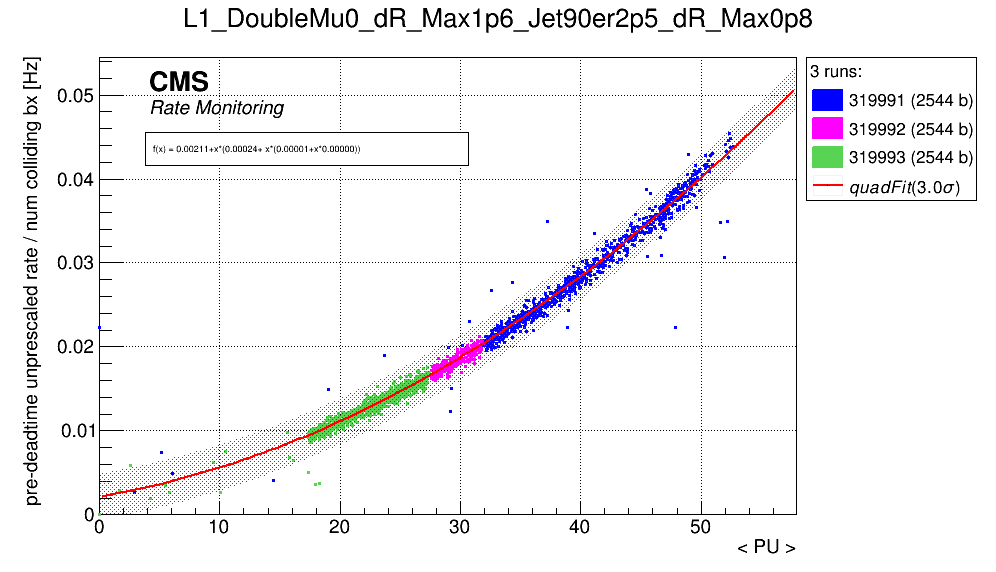 L1_DoubleMu0_dR_Max1p6_Jet90er2p5_dR_Max0p8
pre-deadtime unprescaled rate / num colliding bx [Hz]
CMS
Rate Monitoring
f(x) = 0.00211+x*(0.00024+ x*(0.00001+x*0.00000))
0.05
0.04
0.03
0.02
0.01
0
0 10 20 30 40 50
< PU >
3 runs:
319991 (2544 b)
319992 (2544 b)
319993 (2544 b)
quadFit(3.0σ)